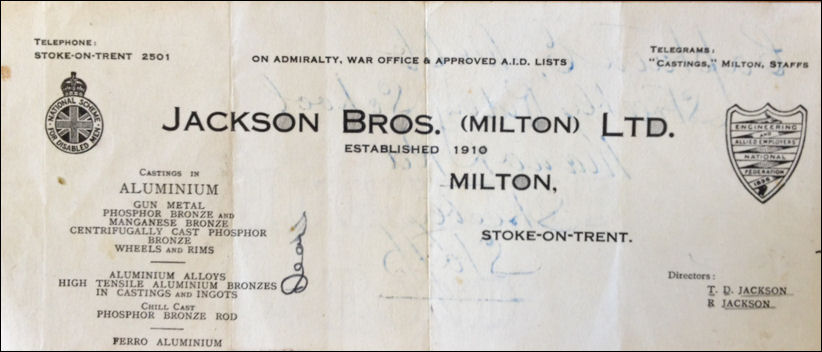 TELEPHONE:
STOKE-ON-TRENT 2501
ON ADMIRALTY, WAR OFFICE & APPROVED A.I.D. LISTS
TELEGRAMS:
"CASTINGS," MILTON, STAFFS
NATIONAL SCHEME
FOR DISABLED MEN
JACKSON BROS. (MILTON) LTD.
ESTABLISHED 1910
MILTON,
STOKE-ON-TRENT.
ENGINEERING
AND
ALLIED EMPLOYERS'
NATIONAL
FEDERATION
1896
CASTINGS IN
ALUMINIUM
GUN METAL
PHOSPHOR BRONZE AND
MANGANESE BRONZE
CENTRIFUGALLY CAST PHOSPHOR
BRONZE
WHEELS AND RIMS
ALUMINIUM ALLOYS
HIGH TENSILE ALUMINIUM BRONZES
IN CASTINGS AND INGOTS
CHILL CAST
PHOSPHOR BRONZE ROD
FERRO ALUMINIUM
Dear
Directors:
T. D. JACKSON
R JACKSON